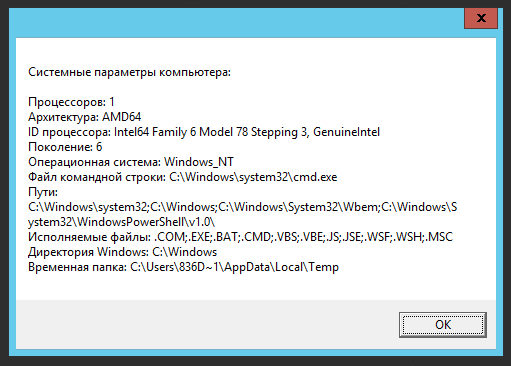 Системные параметры компьютера:
Процессоров: 1
Архитектура: AMD64
ID процессора: Intel64 Family 6 Model 78 Stepping 3, GenuineIntel
Поколение: 6
Операционная система: Windows_NT
Файл командной строки: C:\Windows\system32\cmd.exe
Пути:
C:\Windows\system32;C:\Windows;C:\Windows\System32\Wbem;C:\Windows\S
ystem32\WindowsPowerShell\v1.0\
Исполняемые файлы: .COM;.EXE;.BAT;.CMD;.VBS;.VBE;.JS;.JSE;.WSF;.WSH;.MSC
Директория Windows: C:\Windows
Временная папка: C:\Users\836D~1\AppData\Local\Temp
OK